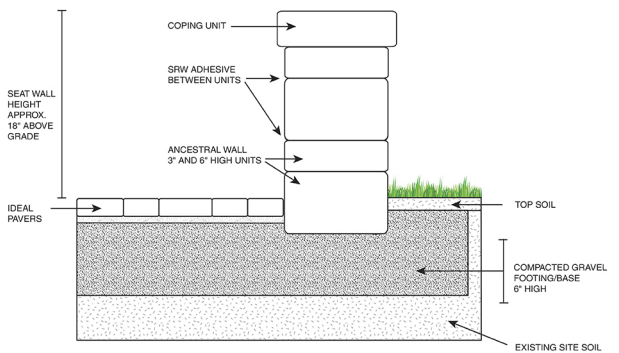 COPING UNIT
SRW ADHESIVE
BETWEEN UNITS
SEAT WALL
HEIGHT
APPROX.
18" ABOVE
GRADE
ANCESTRAL WALL
3" AND 6" HIGH UNITS
IDEAL
PAVERS
TOP SOIL
COMPACTED GRAVEL
FOOTING/BASE
6" HIGH
EXISTING SITE SOIL